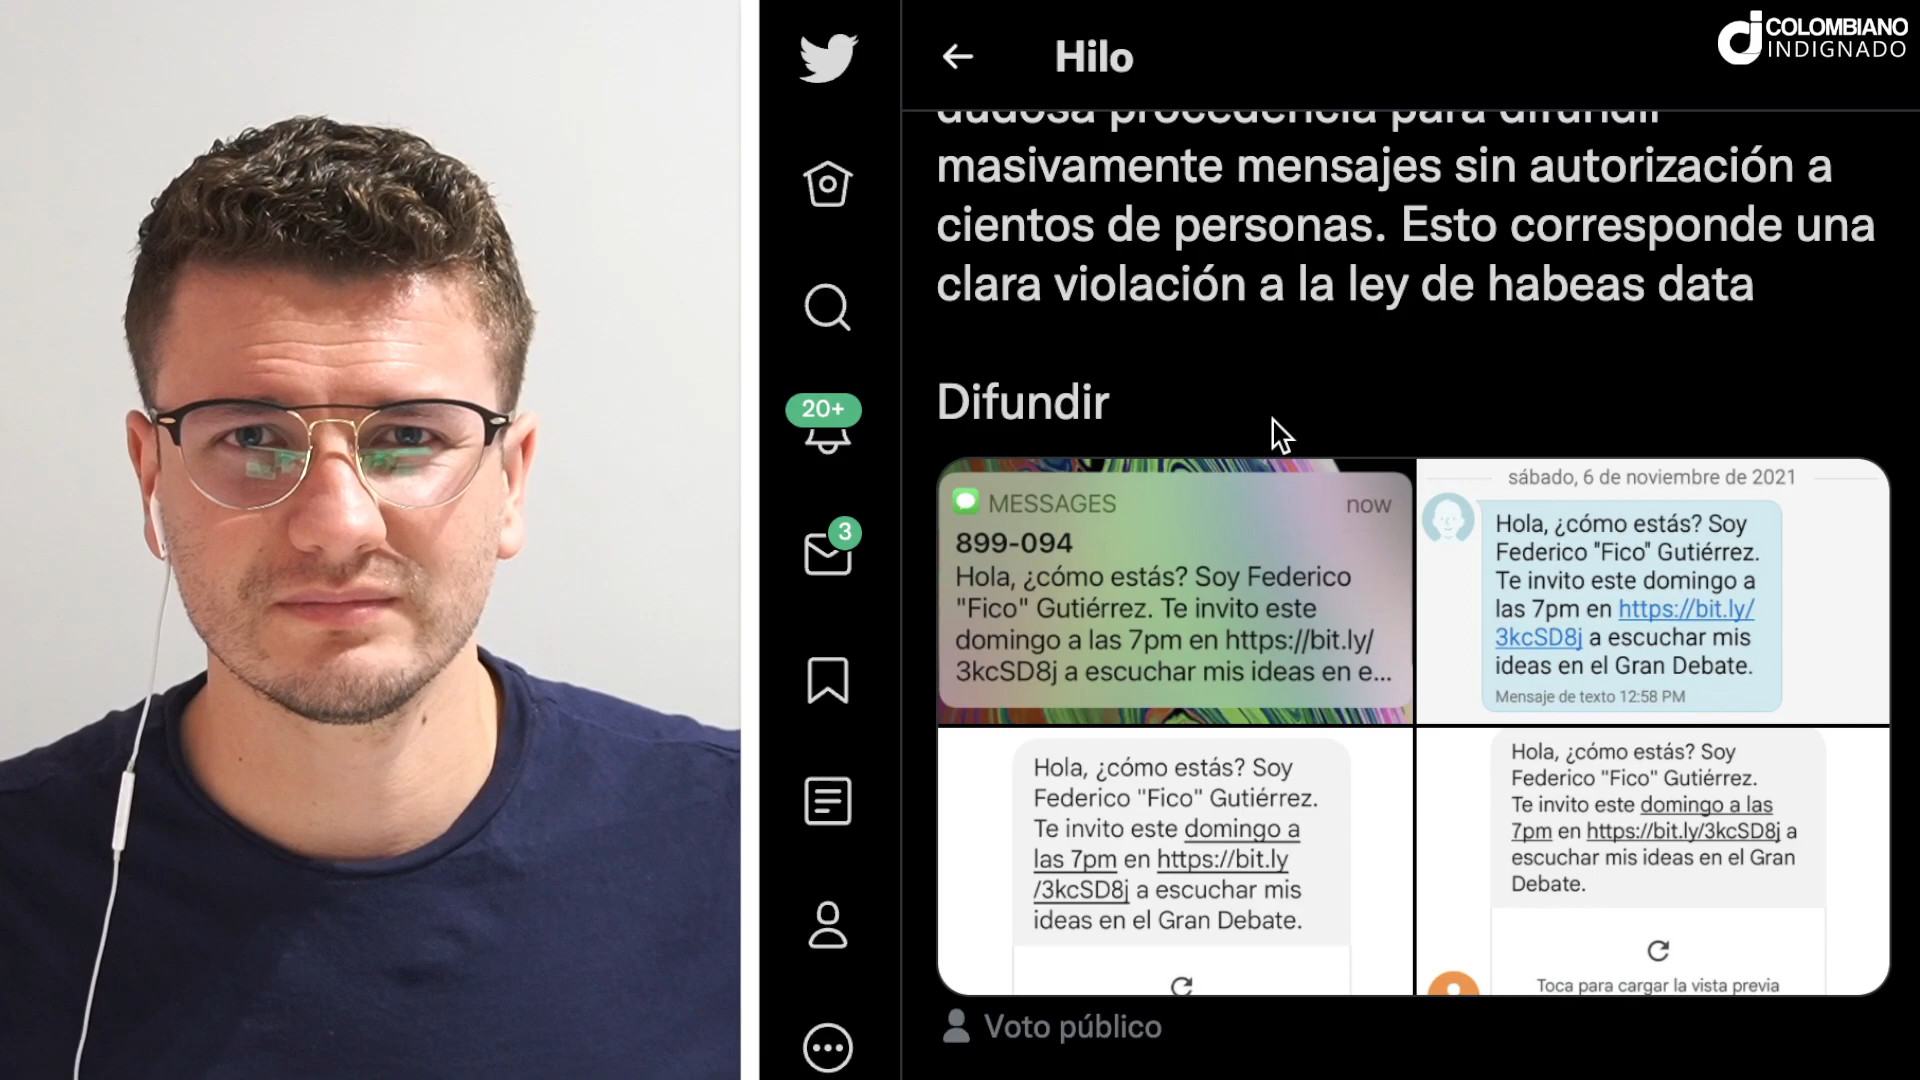 COLOMBIANO
INDIGNADO
Hilo
dudosa procedencia para difundir
masivamente mensajes sin autorización a
cientos de personas. Esto corresponde una
clara violación a la ley de habeas data
Difundir
20+
3
MESSAGES now
899-094
Hola, ¿cómo estás? Soy Federico
"Fico" Gutiérrez. Te invito este
domingo a las 7pm en https://bit.ly/
3kcSD8j a escuchar mis ideas en e...
sábado, 6 de noviembre de 2021
Hola, ¿cómo estás? Soy
Federico "Fico" Gutiérrez.
Te invito este domingo a
las 7pm en https://bit.ly/
3kcSD8j a escuchar mis
ideas en el Gran Debate.
Mensaje de texto 12:58 PM
Hola, ¿cómo estás? Soy
Federico "Fico" Gutiérrez.
Te invito este domingo a
las 7pm en https://bit.ly
/3kcSD8j a escuchar mis
ideas en el Gran Debate.
Hola, ¿cómo estás? Soy
Federico "Fico" Gutiérrez.
Te invito este domingo a las
7pm en https://bit.ly/3kcSD8j a
escuchar mis ideas en el Gran
Debate.
Toca para cargar la vista previa
Voto público